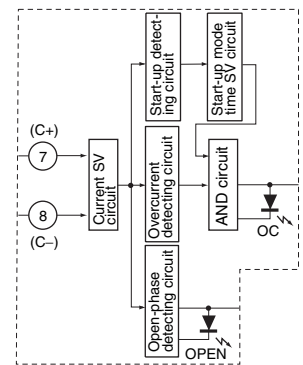 (C+)
7
8
(C–)
Current SV
circuit
Start-up detect-
ing circuit
Start-up mode
time SV circuit
Overcurrent
detecting circuit
AND circuit
OC
Open-phase
detecting circuit
OPEN